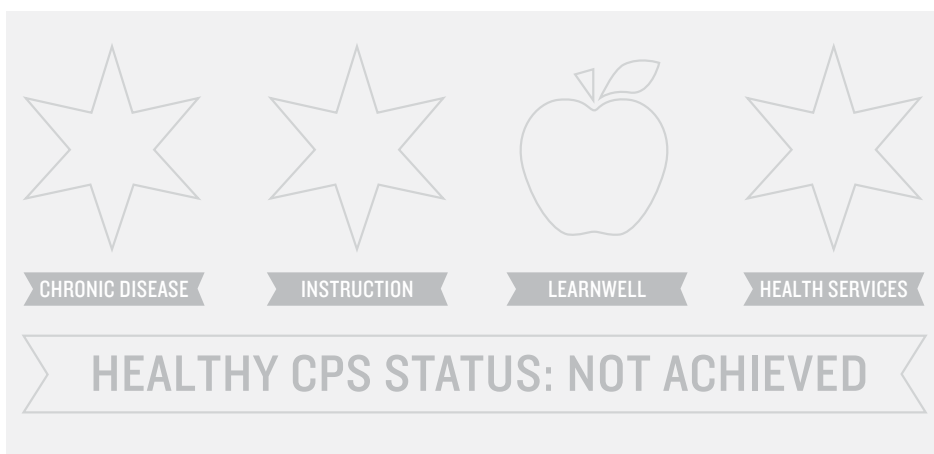 CHRONIC DISEASE
INSTRUCTION
LEARNWELL
HEALTH SERVICES
HEALTHY CPS STATUS: NOT ACHIEVED